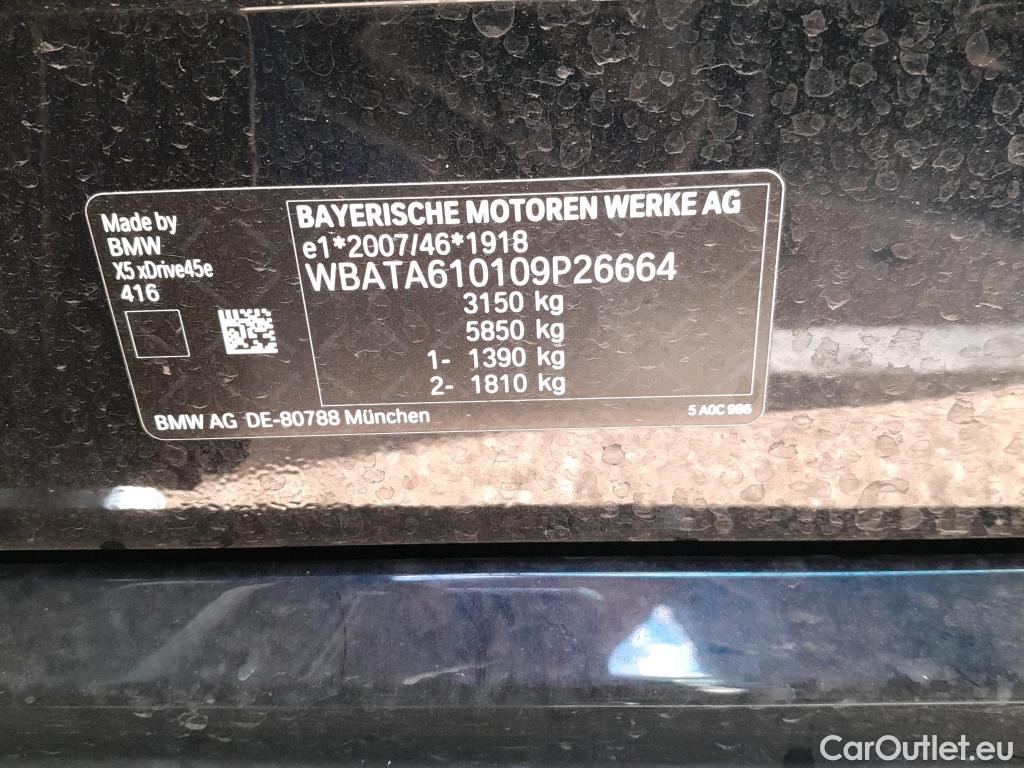 Made by
BMW
X5 xDrive45e
416
BAYERISCHE MOTOREN WERKE AG
e1*2007/46*1918
WBATA610109P26664
3150 kg
5850 kg
1- 1390 kg
2- 1810 kg
BMW AG DE-80788 München
5 A0C 986
CarOutlet.eu